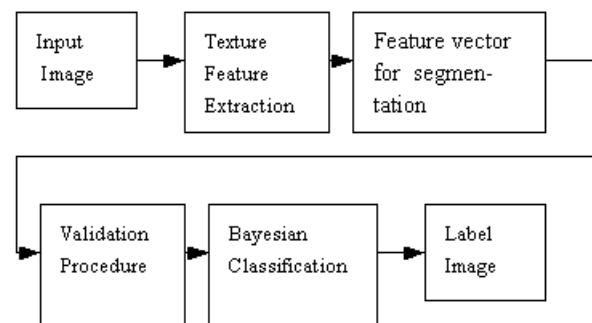 Input
Image
Texture
Feature
Extraction
Feature vector
for segmen-
tation
Validation
Procedure
Bayesian
Classification
Label
Image